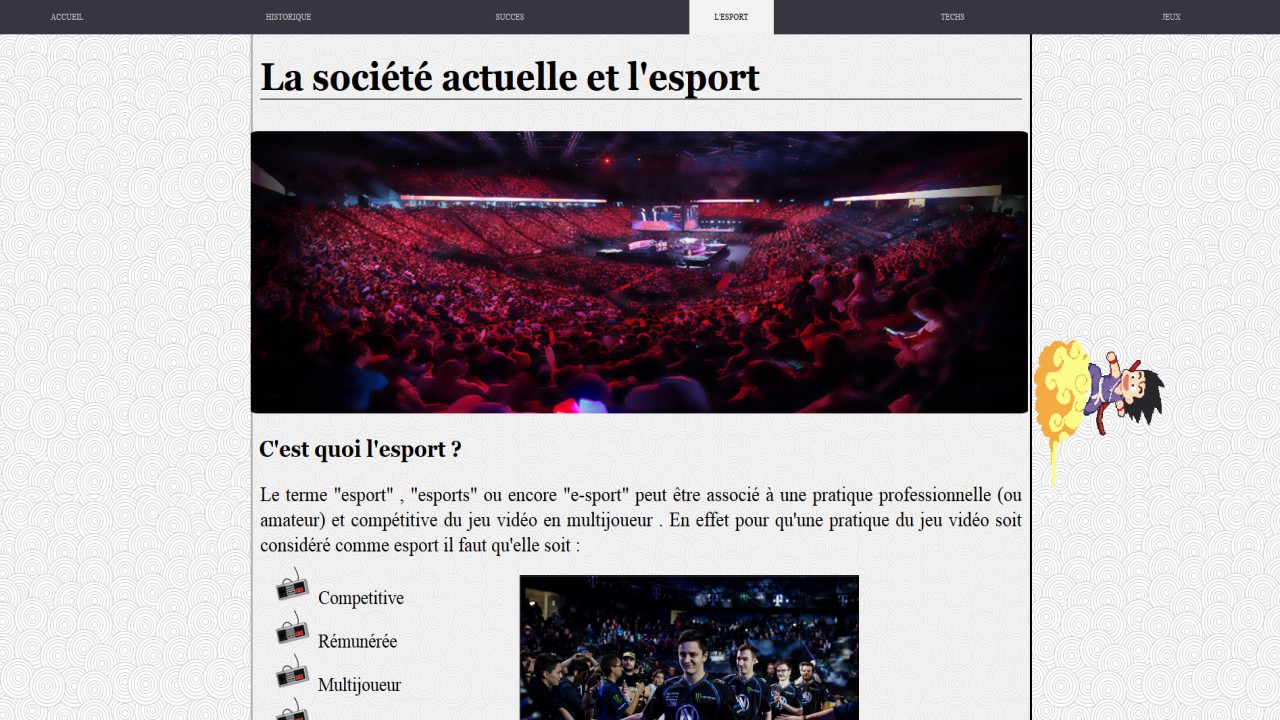 ACCUEIL HISTORIQUE SUCCES L'ESPORT TECHS JEUX
La société actuelle et l'esport
C'est quoi l'esport ?
Le terme "esport" , "esports" ou encore "e-sport" peut être associé à une pratique professionnelle (ou
amateur) et compétitive du jeu vidéo en multijoueur . En effet pour qu'une pratique du jeu vidéo soit
considéré comme esport il faut qu'elle soit :
Competitive
Rémunérée
Multijoueur